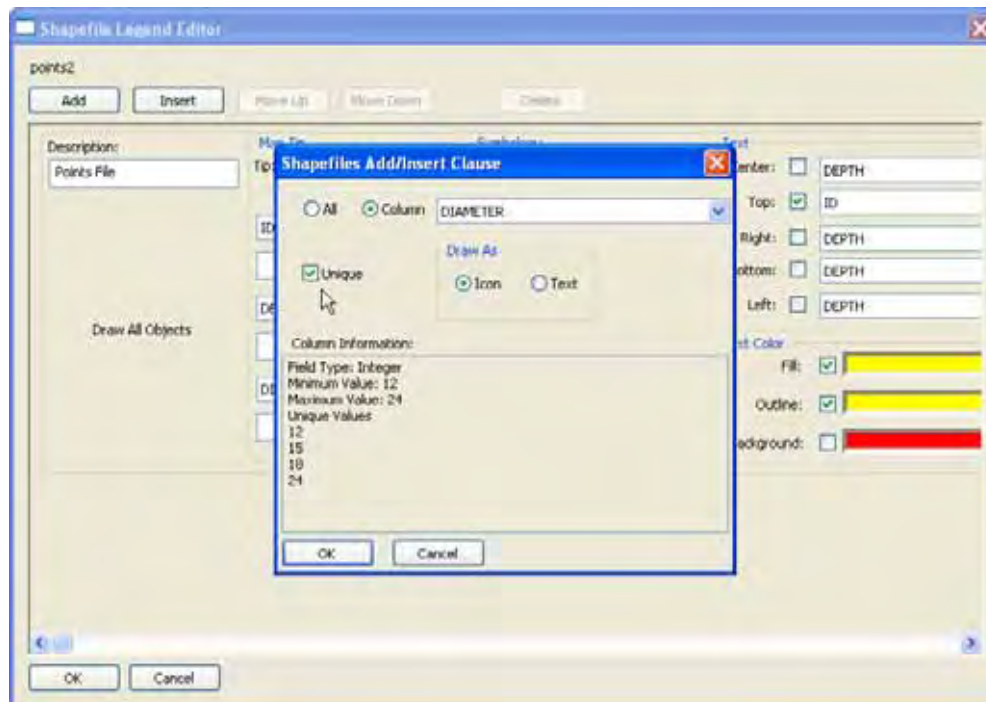 Shapefile Legend Editor
points2
Add Insert Move Up Move Down Delete
Description:
Points File
Draw All Objects
Tip:
ID
Shapefiles Add/Insert Clause
All Column DIAMETER
Unique
Draw As
Icon Text
Column Information:
Field Type: Integer
Minimum Value: 12
Maximum Value: 24
Unique Values
12
15
18
24
OK Cancel
Text
Center: DEPTH
Top: ID
Right: DEPTH
Bottom: DEPTH
Left: DEPTH
Text Color
Fill:
Outline:
Background:
OK Cancel